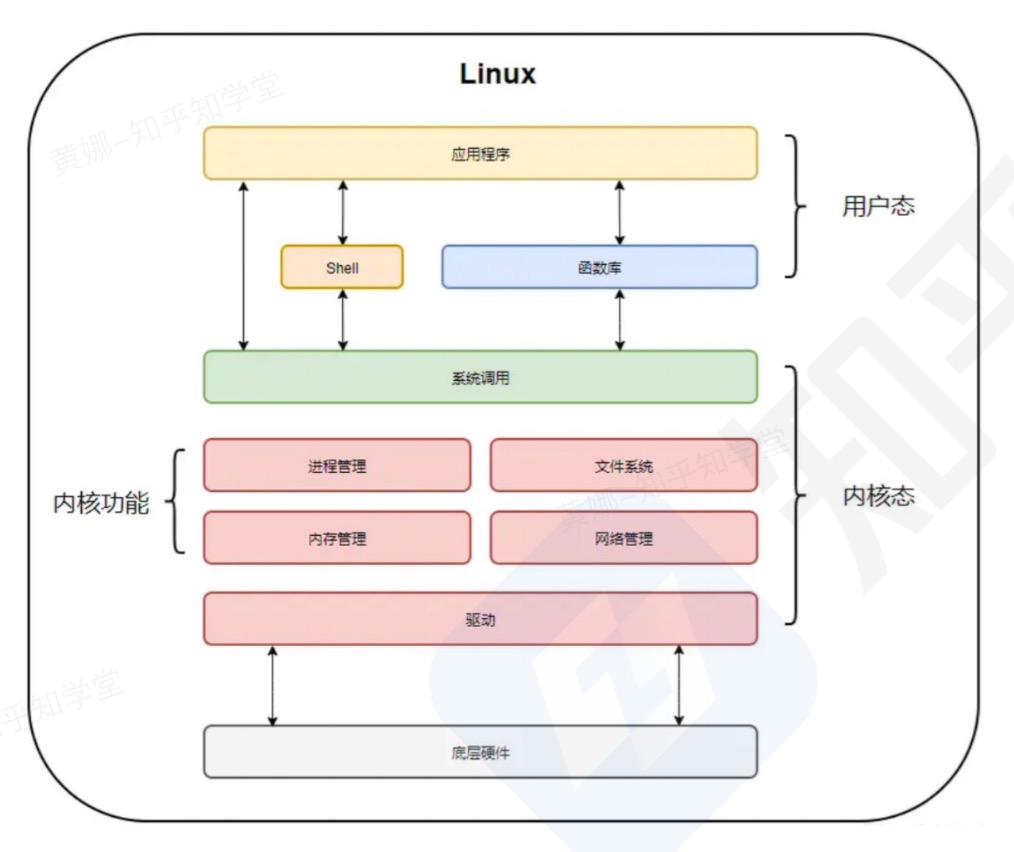 Linux
黄娜-知乎知学堂
应用程序
用户态
Shell
函数库
系统调用
进程管理
文件系统
黄娜-知乎知学堂
内核功能
内核态
内存管理
网络管理
驱动
乎知学堂
底层硬件
知乎